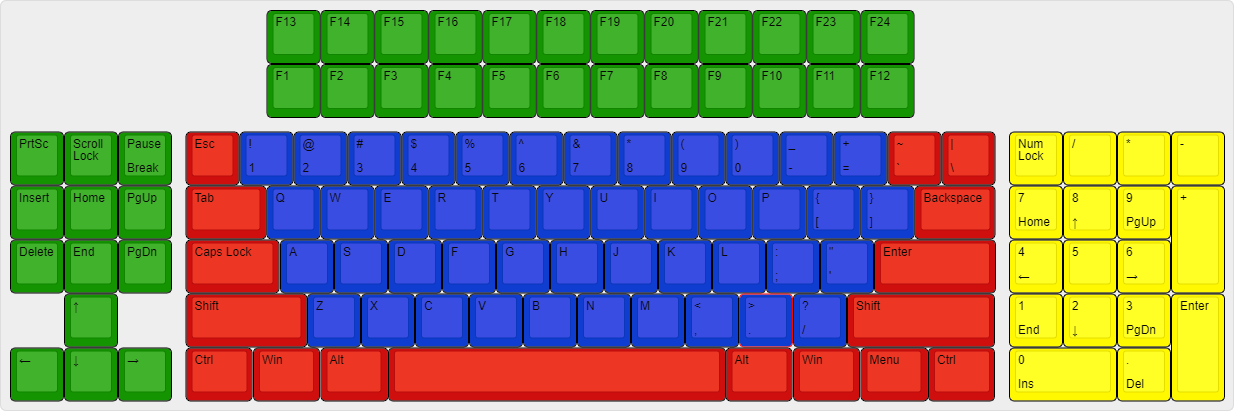 F13 F14 F15 F16 F17 F18 F19 F20 F21 F22 F23 F24
F1 F2 F3 F4 F5 F6 F7 F8 F9 F10 F11 F12
PrtSc Scroll Lock Pause Break
Esc ! 1 @ 2 # 3 $ 4 % 5 ^ 6 & 7 * 8 ( 9 ) 0 _ - + = ~ ` | \
Num Lock / * -
Insert Home PgUp
Tab Q W E R T Y U I O P { [ } ] Backspace
7 Home 8 ↑ 9 PgUp +
Delete End PgDn
Caps Lock A S D F G H J K L : ; " ' Enter
4 ← 5 6 →
↑
Shift Z X C V B N M < , > . ? / Shift
1 End 2 ↓ 3 PgDn Enter
← ↓ →
Ctrl Win Alt Alt Win Menu Ctrl
0 Ins . Del